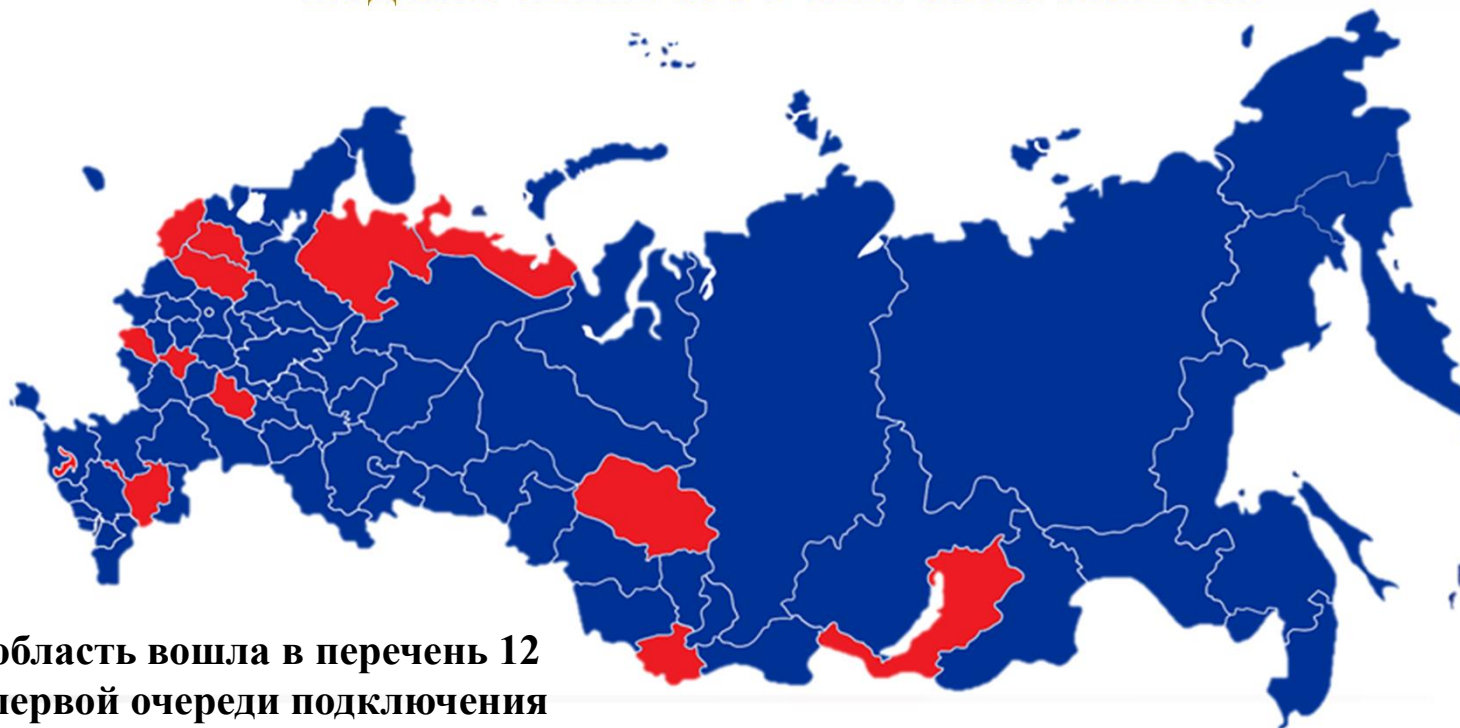 область вошла в перечень 12
первой очереди подключения